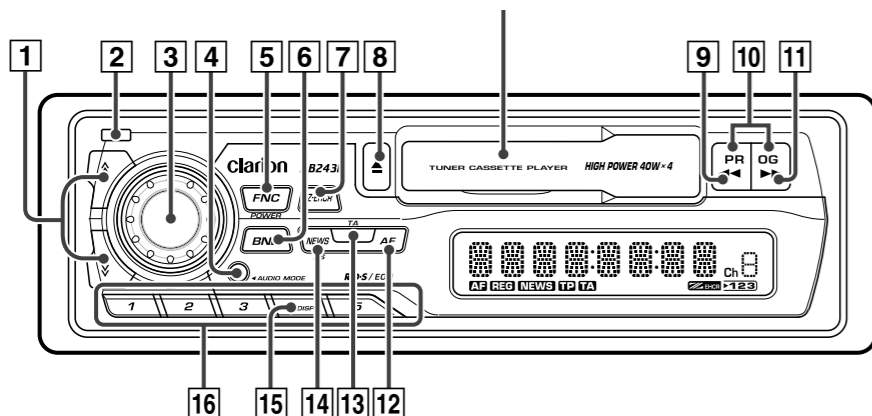 1 2 3 4 5 6 7 8 9 10 11
clarion
TUNER CASSETTE PLAYER HIGH POWER 40W×4
PR OG
FNC
POWER
TA
NEWS AF
AUDIO MODE
Ch
AF REG NEWS TP TA
123
1 2 3 DISP
16 15 14 13 12